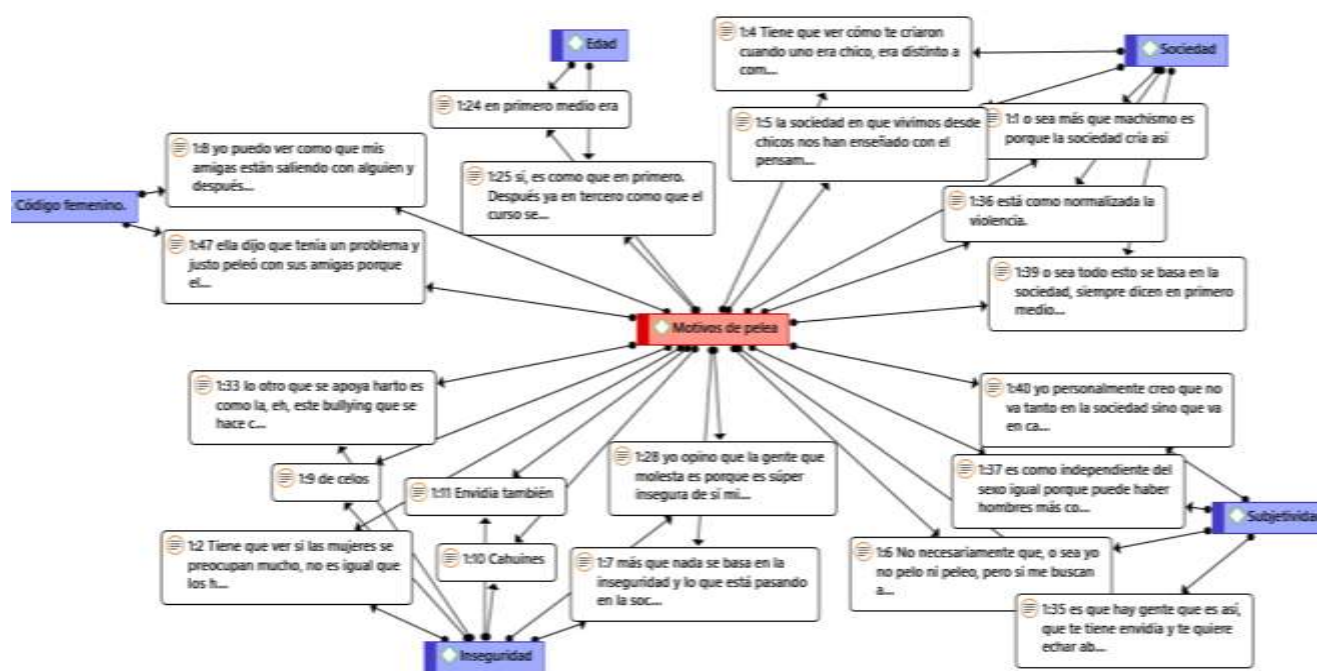 Edad
Sociedad
1:4 Tiene que ver cómo te criaron
cuando uno era chico, era distinto a
com...
1:24 en primero medio era
1:5 la sociedad en que vivimos desde
chicos nos han enseñado con el
pensam...
1:1 o sea más que machismo es
porque la sociedad cria así
1:8 yo puedo ver como que mis
amigas están saliendo con alguien y
después...
1:25 sí, es como que en primero.
Después ya en tercero como que el
curso se...
Código femenino.
1:36 está como normalizada la
violencia.
1:47 ella dijo que tenía un problema y
justo peleó con sus amigas porque
el...
1:39 o sea todo esto se basa en la
sociedad, siempre dicen en primero
medio...
Motivos de pelea
1:33 lo otro que se apoya harto es
como la, eh, este bullying que se
hace c...
1:40 yo personalmente creo que no
va tanto en la sociedad sino que va
en ca...
1:28 yo opino que la gente que
molesta es porque es súper
insegura de sí mi...
1:9 de celos
1:11 Envidia también
1:37 es como independiente del
sexo igual porque puede haber
hombres más co...
Subjetividad
1:2 Tiene que ver si las mujeres se
preocupan mucho, no es igual que
los h...
1:10 Cahuines
1:7 más que nada se basa en la
inseguridad y lo que está pasando
en la soc...
1:6 No necesariamente que, o sea yo
no pelo ni peleo, pero si me buscan
a...
1:35 es que hay gente que es así,
que te tiene envidia y te quiere
echar ab...
Inseguridad